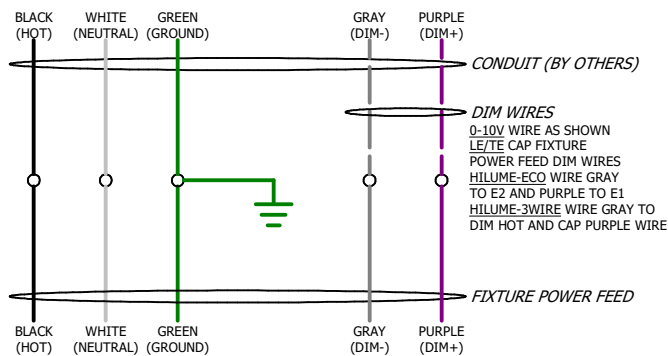 BLACK WHITE GREEN GRAY PURPLE
(HOT) (NEUTRAL) (GROUND) (DIM-) (DIM+)
CONDUIT (BY OTHERS)
DIM WIRES
0-10V WIRE AS SHOWN
LE/TE CAP FIXTURE
POWER FEED DIM WIRES
HILUME-ECO WIRE GRAY
TO E2 AND PURPLE TO E1
HILUME-3WIRE WIRE GRAY TO
DIM HOT AND CAP PURPLE WIRE
FIXTURE POWER FEED
BLACK WHITE GREEN GRAY PURPLE
(HOT) (NEUTRAL) (GROUND) (DIM-) (DIM+)